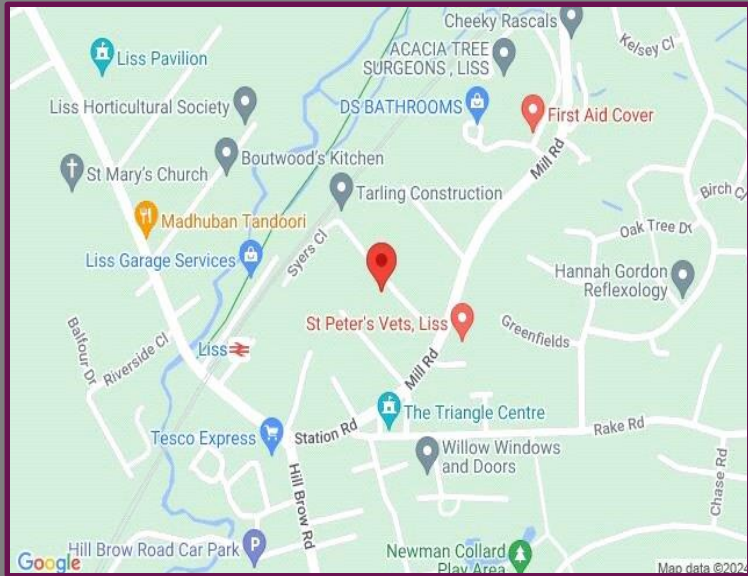 Cheeky Rascals
Kelsey Cl
ACACIA TREE
SURGEONS , LISS
Liss Pavilion
DS BATHROOMS
Liss Horticultural Society
First Aid Cover
Mill Rd
Boutwood's Kitchen
St Mary's Church
Tarling Construction
Birch Cl
Madhuban Tandoori
Oak Tree Dr
Syers Cl
Liss Garage Services
Hannah Gordon
Reflexology
St Peter's Vets, Liss
Greenfields
Balfour Dr
Riverside Cl
Liss
Mill Rd
The Triangle Centre
Tesco Express
Station Rd
Rake Rd
Willow Windows
and Doors
Hill Brow Rd
Chase Rd
Hill Brow Road Car Park
P
Newman Collard
Play Area
Google
Map data ©2024